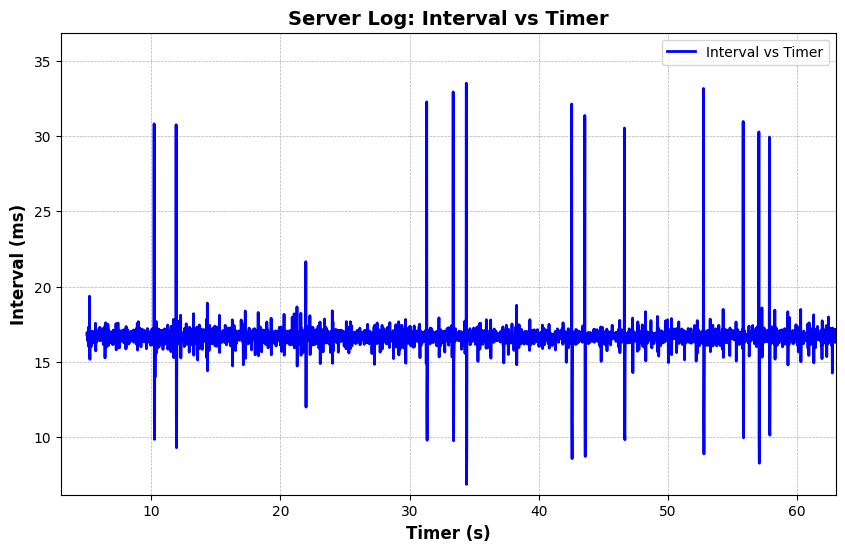 Server Log: Interval vs Timer
Interval vs Timer
35
30
25
20
15
10
Interval (ms)
10 20 30 40 50 60
Timer (s)